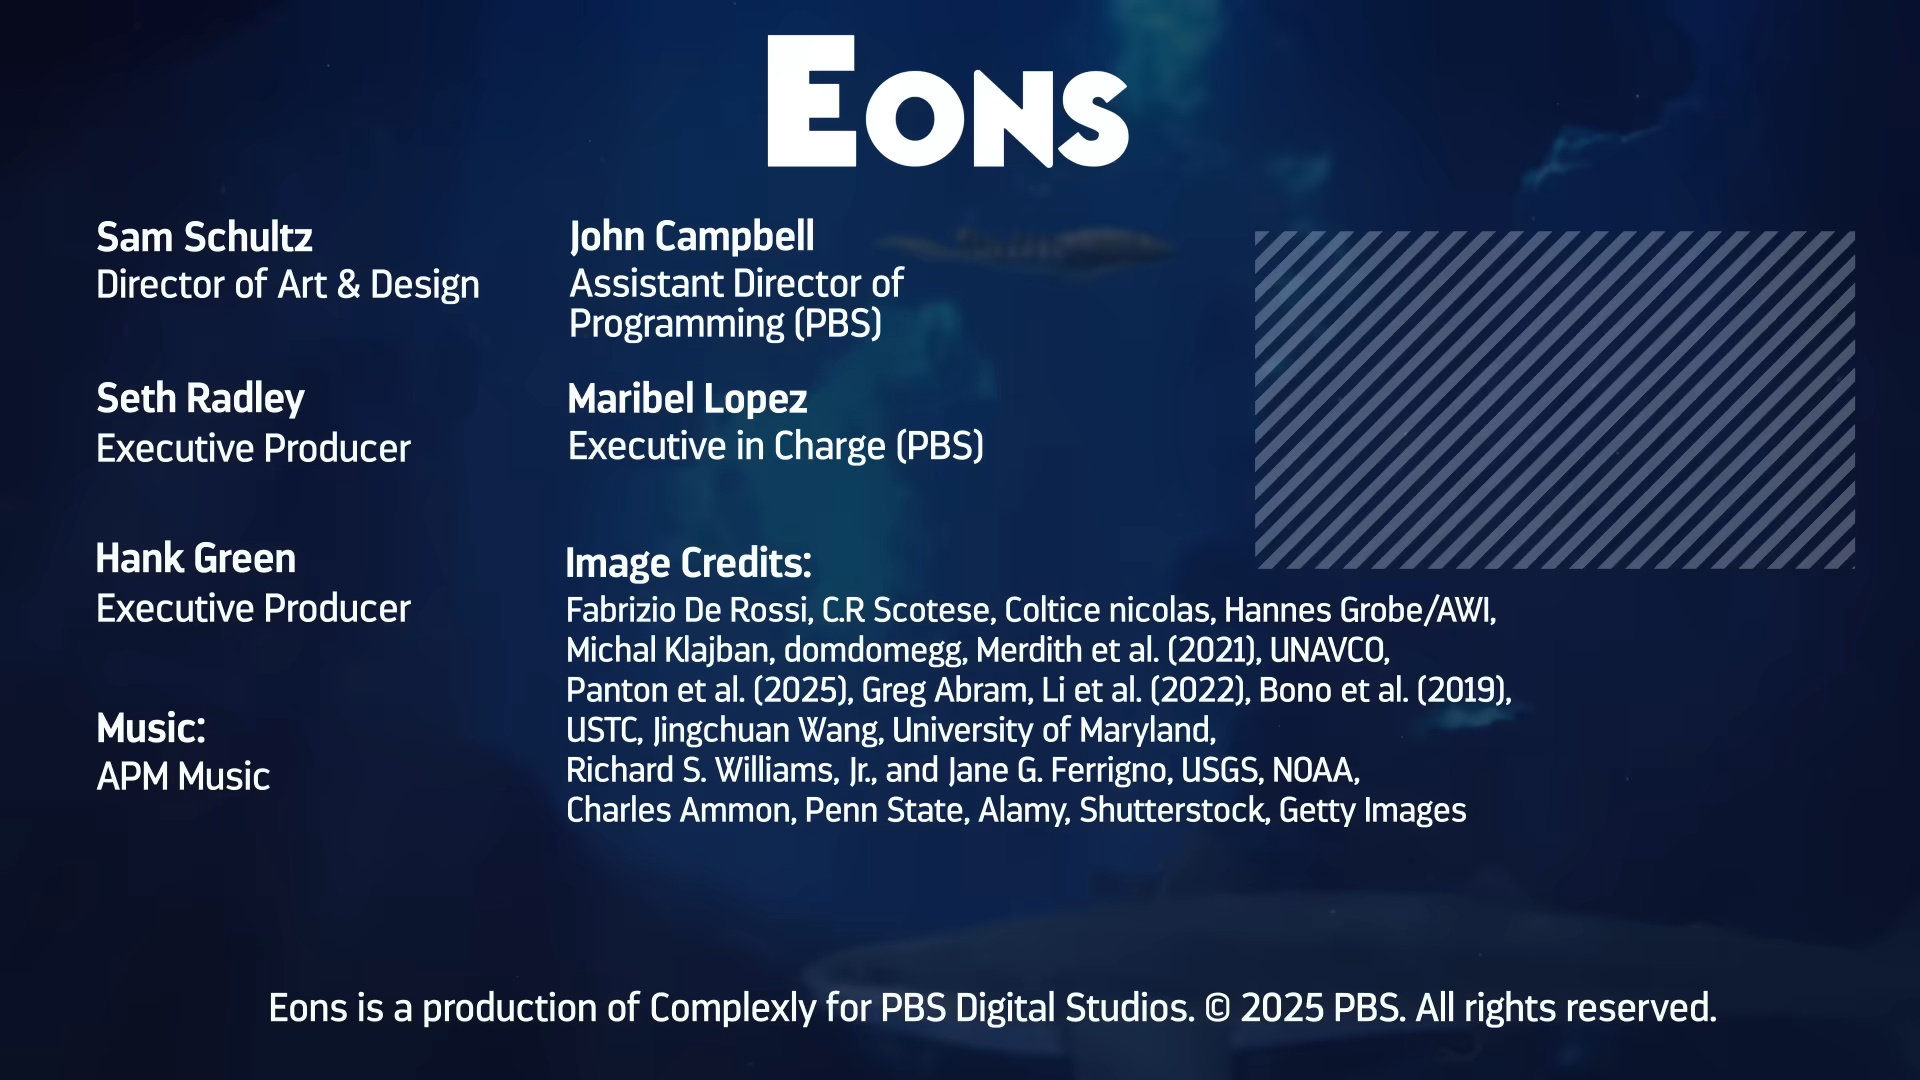 Eons
Sam Schultz
Director of Art & Design
Seth Radley
Executive Producer
Hank Green
Executive Producer
Music:
APM Music
John Campbell
Assistant Director of
Programming (PBS)
Maribel Lopez
Executive in Charge (PBS)
Image Credits:
Fabrizio De Rossi, C.R Scotese, Coltice nicolas, Hannes Grobe/AWI,
Michal Klajban, domdomegg, Merdith et al. (2021), UNAVCO,
Panton et al. (2025), Greg Abram, Li et al. (2022), Bono et al. (2019),
USTC, Jingchuan Wang, University of Maryland,
Richard S. Williams, Jr., and Jane G. Ferrigno, USGS, NOAA,
Charles Ammon, Penn State, Alamy, Shutterstock, Getty Images
Eons is a production of Complexly for PBS Digital Studios. © 2025 PBS. All rights reserved.